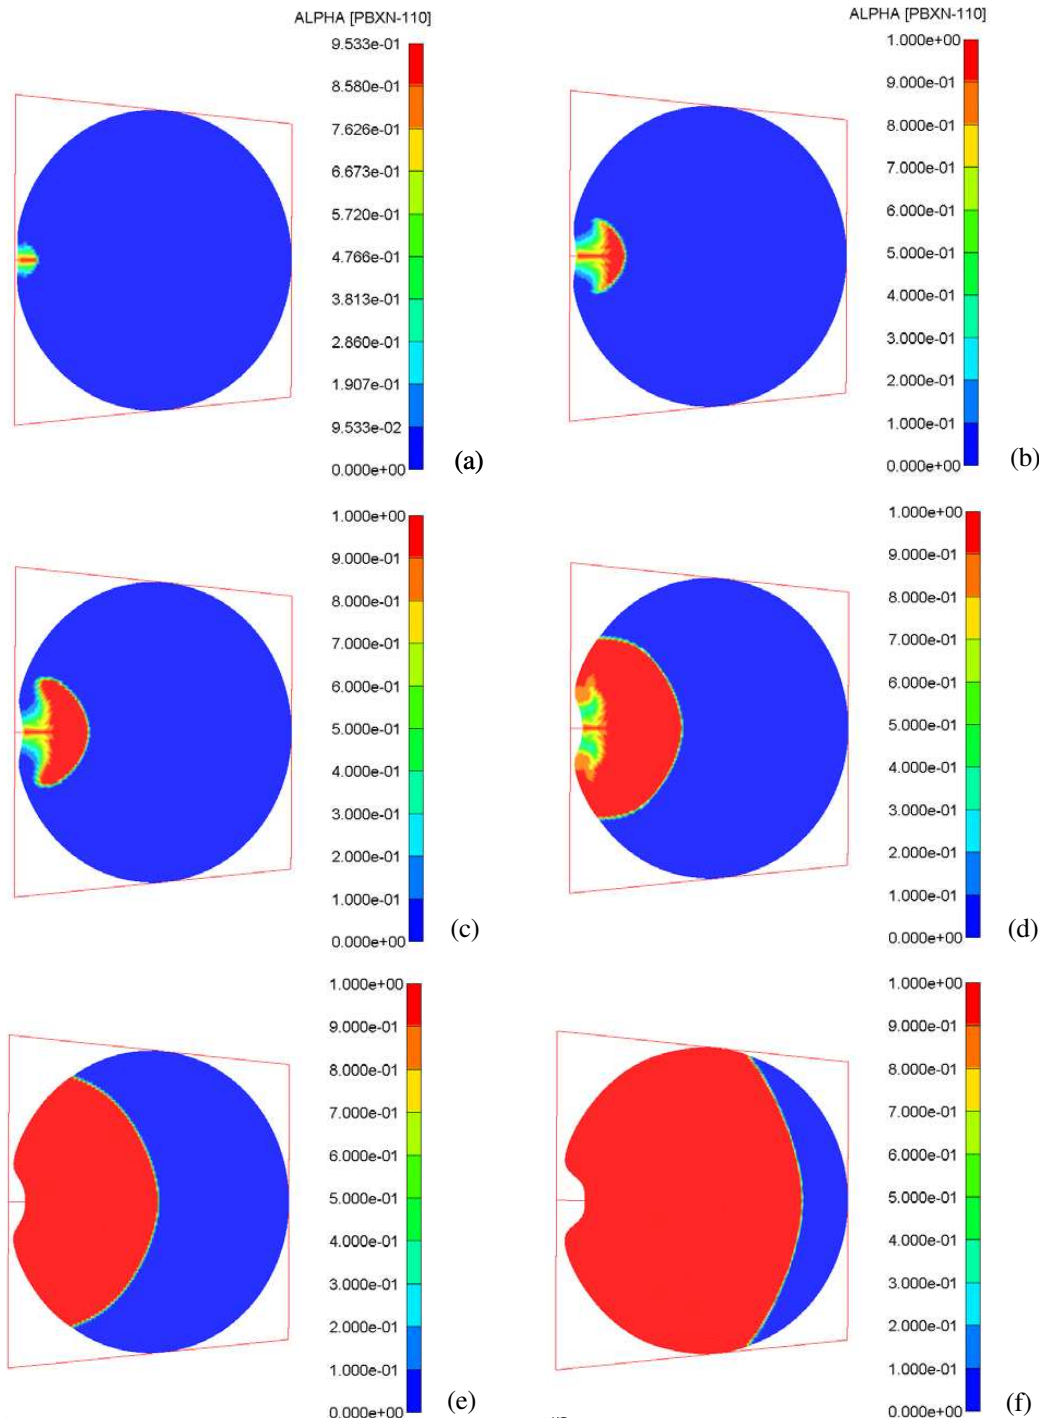 ALPHA [PBXN-110]
9.533e-01
8.580e-01
7.626e-01
6.673e-01
5.720e-01
4.766e-01
3.813e-01
2.860e-01
1.907e-01
9.533e-02
0.000e+00
(a)
ALPHA [PBXN-110]
1.000e+00
9.000e-01
8.000e-01
7.000e-01
6.000e-01
5.000e-01
4.000e-01
3.000e-01
2.000e-01
1.000e-01
0.000e+00
(b)
1.000e+00
9.000e-01
8.000e-01
7.000e-01
6.000e-01
5.000e-01
4.000e-01
3.000e-01
2.000e-01
1.000e-01
0.000e+00
(c)
1.000e+00
9.000e-01
8.000e-01
7.000e-01
6.000e-01
5.000e-01
4.000e-01
3.000e-01
2.000e-01
1.000e-01
0.000e+00
(d)
1.000e+00
9.000e-01
8.000e-01
7.000e-01
6.000e-01
5.000e-01
4.000e-01
3.000e-01
2.000e-01
1.000e-01
0.000e+00
(e)
1.000e+00
9.000e-01
8.000e-01
7.000e-01
6.000e-01
5.000e-01
4.000e-01
3.000e-01
2.000e-01
1.000e-01
0.000e+00
(f)